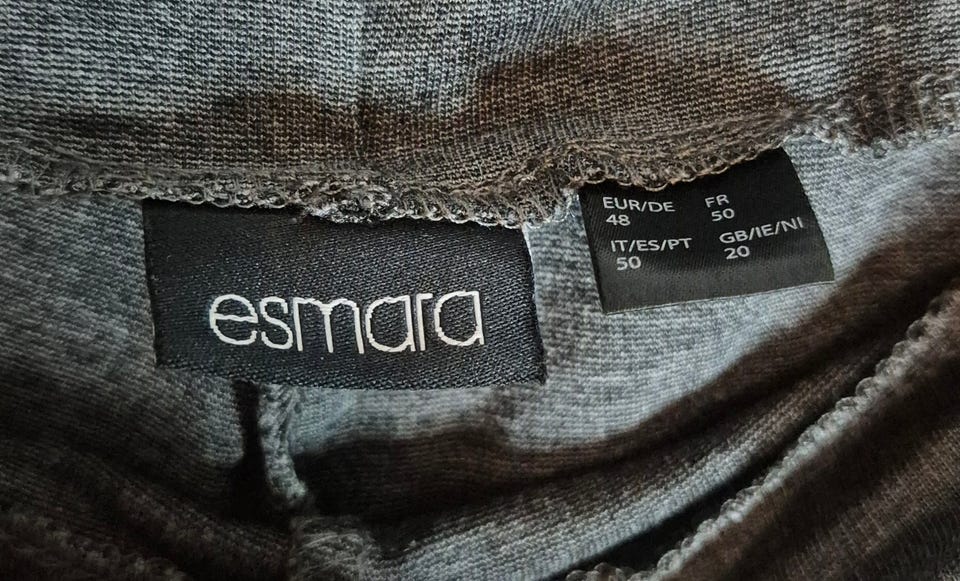 esmara
EUR/DE FR
48 50
IT/ES/PT GB/IE/NI
50 20